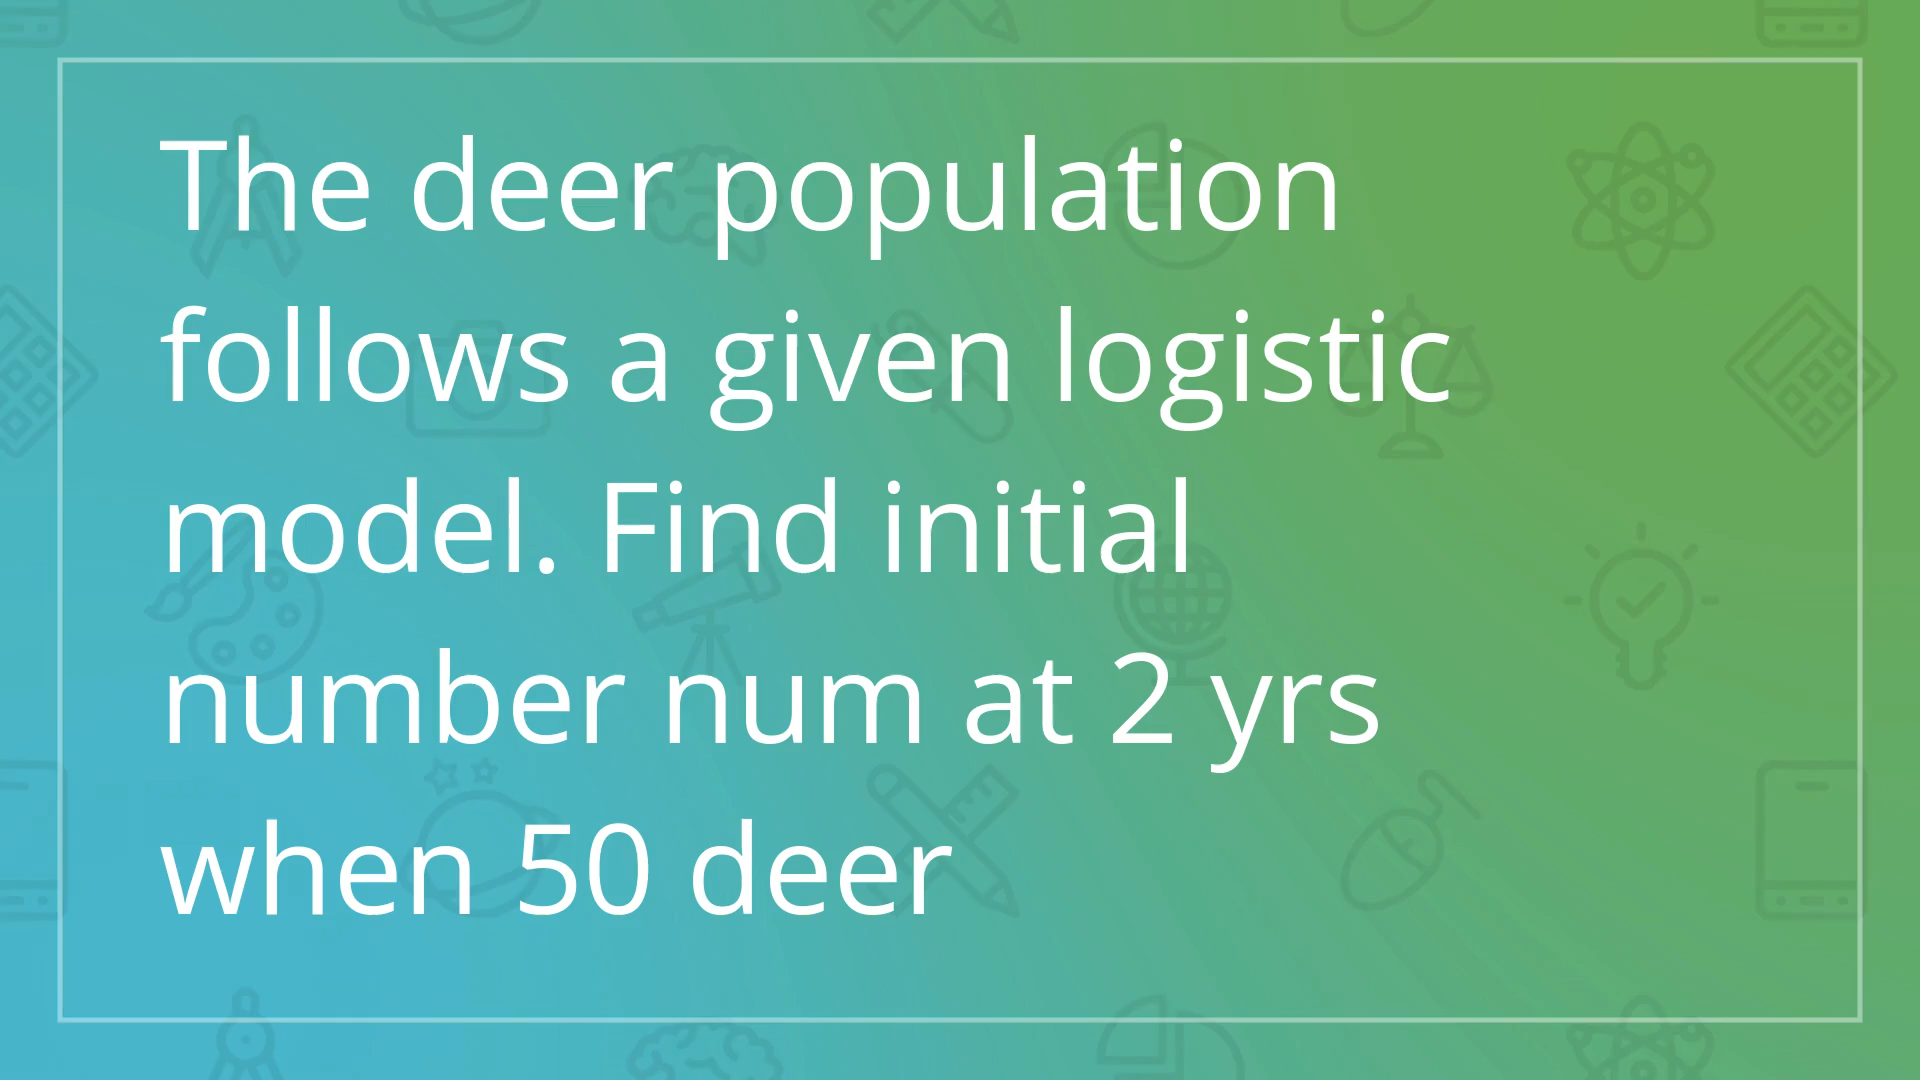 The deer population
follows a given logistic
model. Find initial
number num at 2 yrs
when 50 deer